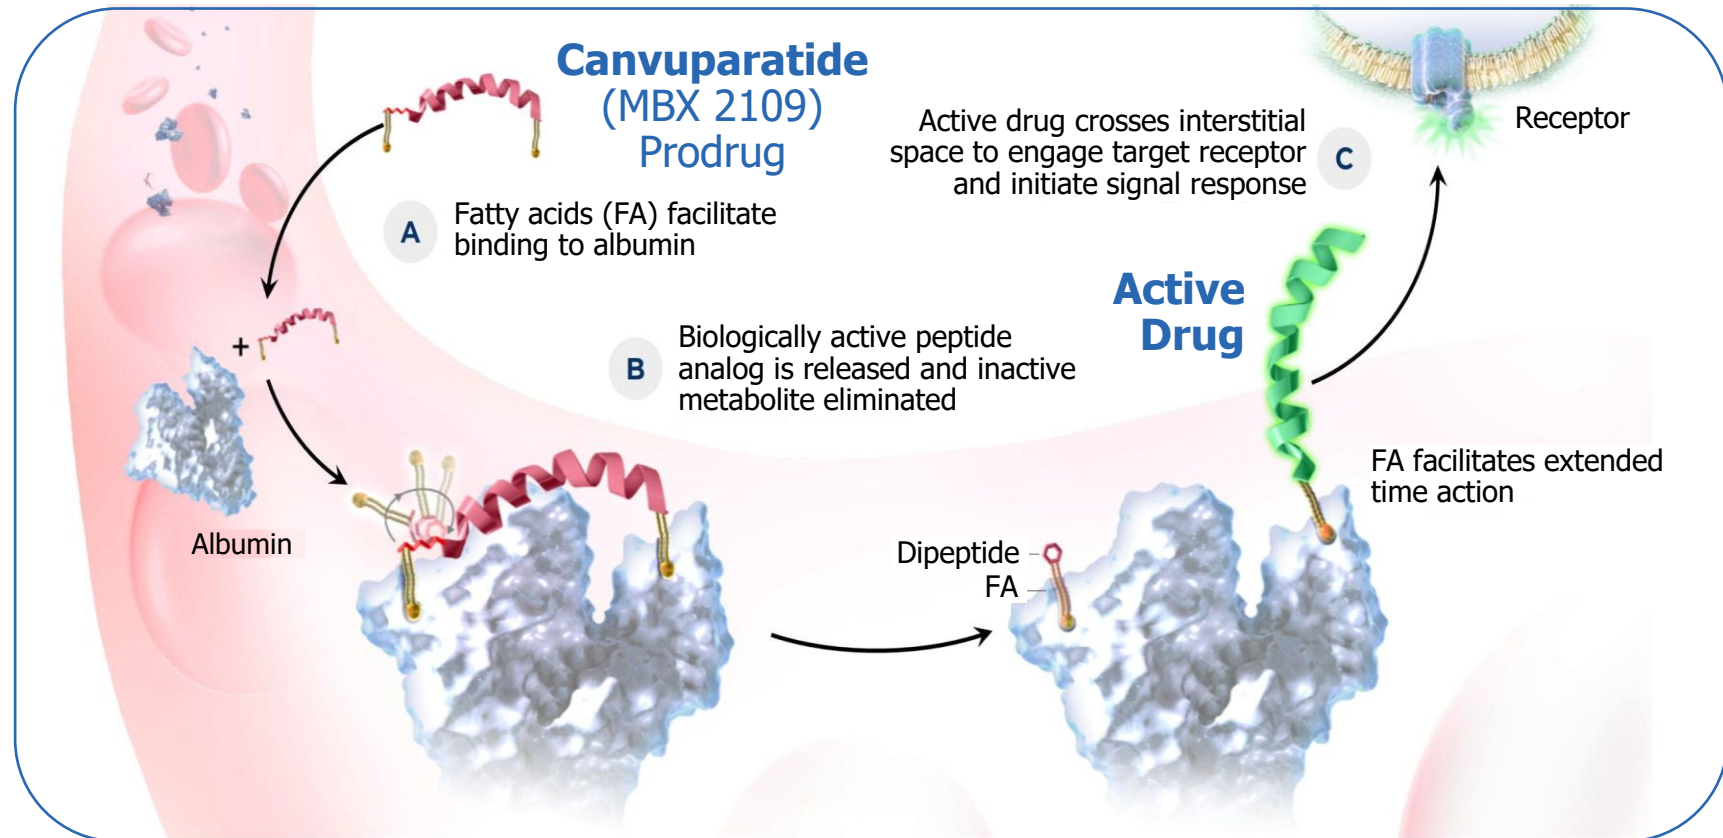 Canvuparatide
(MBX 2109)
Prodrug
A
Fatty acids (FA) facilitate
binding to albumin
+
Albumin
B
Biologically active peptide
analog is released and inactive
metabolite eliminated
Active drug crosses interstitial
space to engage target receptor
and initiate signal response
C
Receptor
Active
Drug
FA facilitates extended
time action
Dipeptide
FA